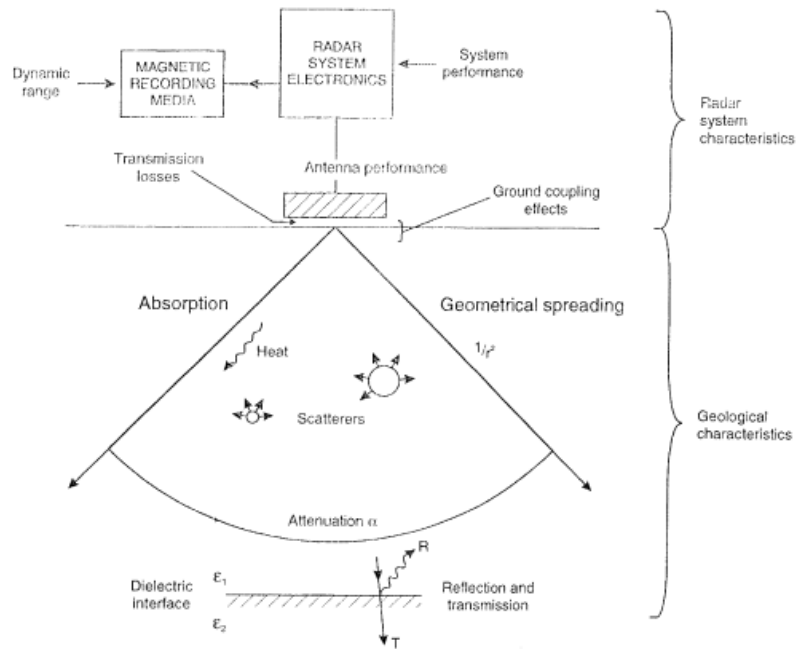 RADAR
SYSTEM
ELECTRONICS
MAGNETIC
RECORDING
MEDIA
Dynamic
range
System
performance
Radar
system
characteristics
Transmission
losses
Antenna performance
Ground coupling
effects
Absorption
Geometrical spreading
1/r²
Heat
Scatterers
Geological
characteristics
Attenuation α
R
Dielectric
interface
ε₁
ε₂
Reflection and
transmission
T